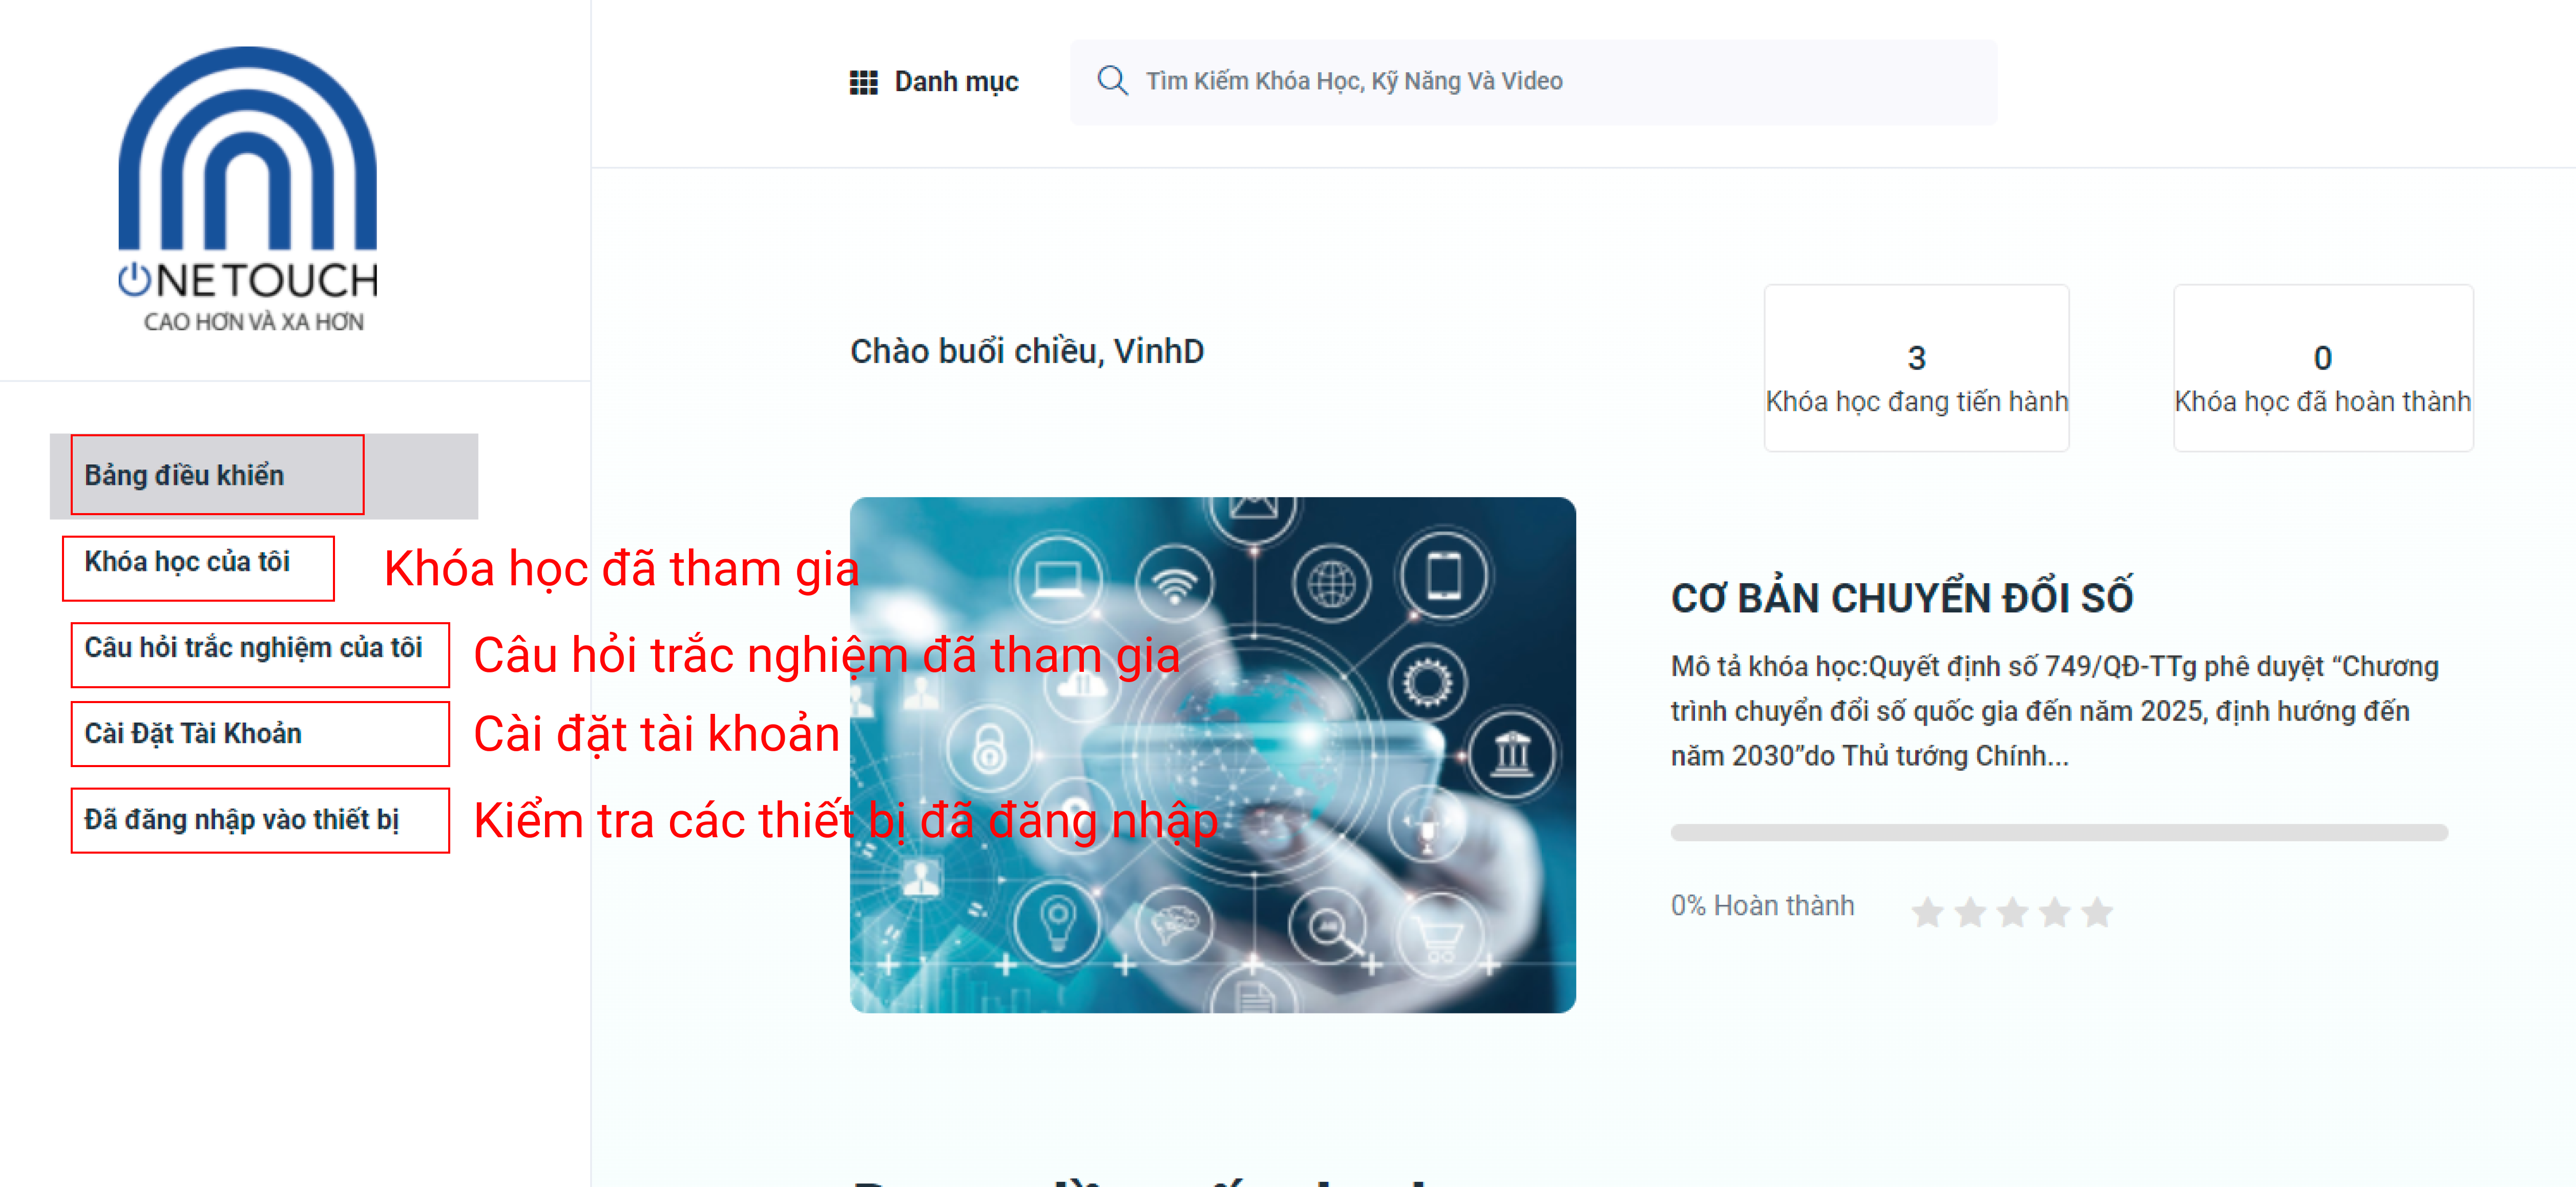 ONETOUCH
CAO HƠN VÀ XA HƠN
Danh mục
Tìm Kiếm Khóa Học, Kỹ Năng Và Video
Chào buổi chiều, VinhD
3
Khóa học đang tiến hành
0
Khóa học đã hoàn thành
Bảng điều khiển
Khóa học của tôi
Khóa học đã tham gia
Câu hỏi trắc nghiệm của tôi
Câu hỏi trắc nghiệm đã tham gia
Cài Đặt Tài Khoản
Cài đặt tài khoản
Đã đăng nhập vào thiết bị
Kiểm tra các thiết bị đã đăng nhập
CƠ BẢN CHUYỂN ĐỔI SỐ
Mô tả khóa học:Quyết định số 749/QĐ-TTg phê duyệt “Chương
trình chuyển đổi số quốc gia đến năm 2025, định hướng đến
năm 2030”do Thủ tướng Chính...
0% Hoàn thành